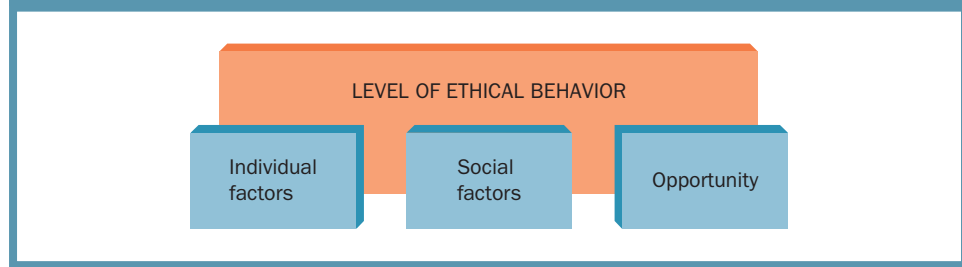 LEVEL OF ETHICAL BEHAVIOR
Individual
factors
Social
factors
Opportunity